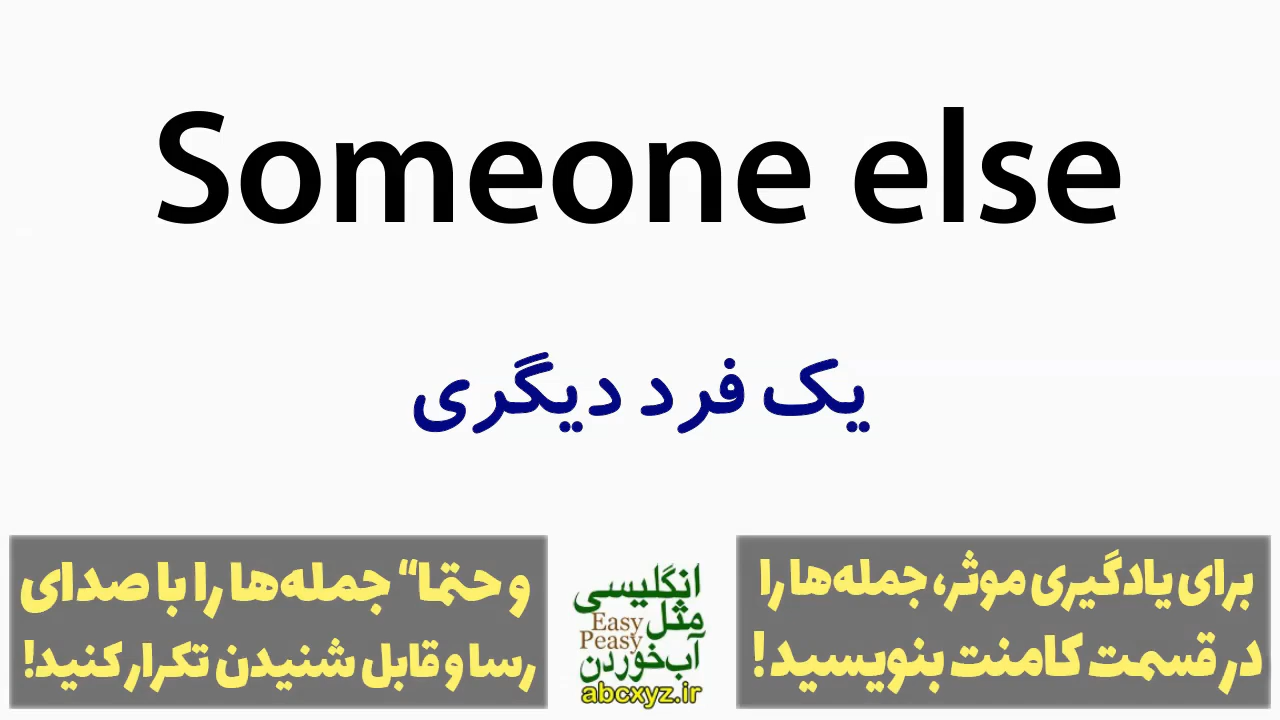 Someone else
یک فرد دیگری
برای یادگیری موثر، جمله‌ها را
در قسمت کامنت بنویسید!
انگلیسی
مثل
Easy
Peasy
آب‌خوردن
abcxyz.ir
و حتما“ جمله‌ها را با صدای
رسا و قابل شنیدن تکرار کنید!